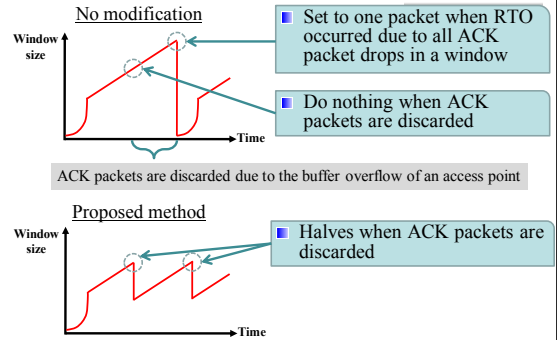 No modification
Window
size
Time
Set to one packet when RTO
occurred due to all ACK
packet drops in a window
Do nothing when ACK
packets are discarded
ACK packets are discarded due to the buffer overflow of an access point
Proposed method
Window
size
Time
Halves when ACK packets are
discarded